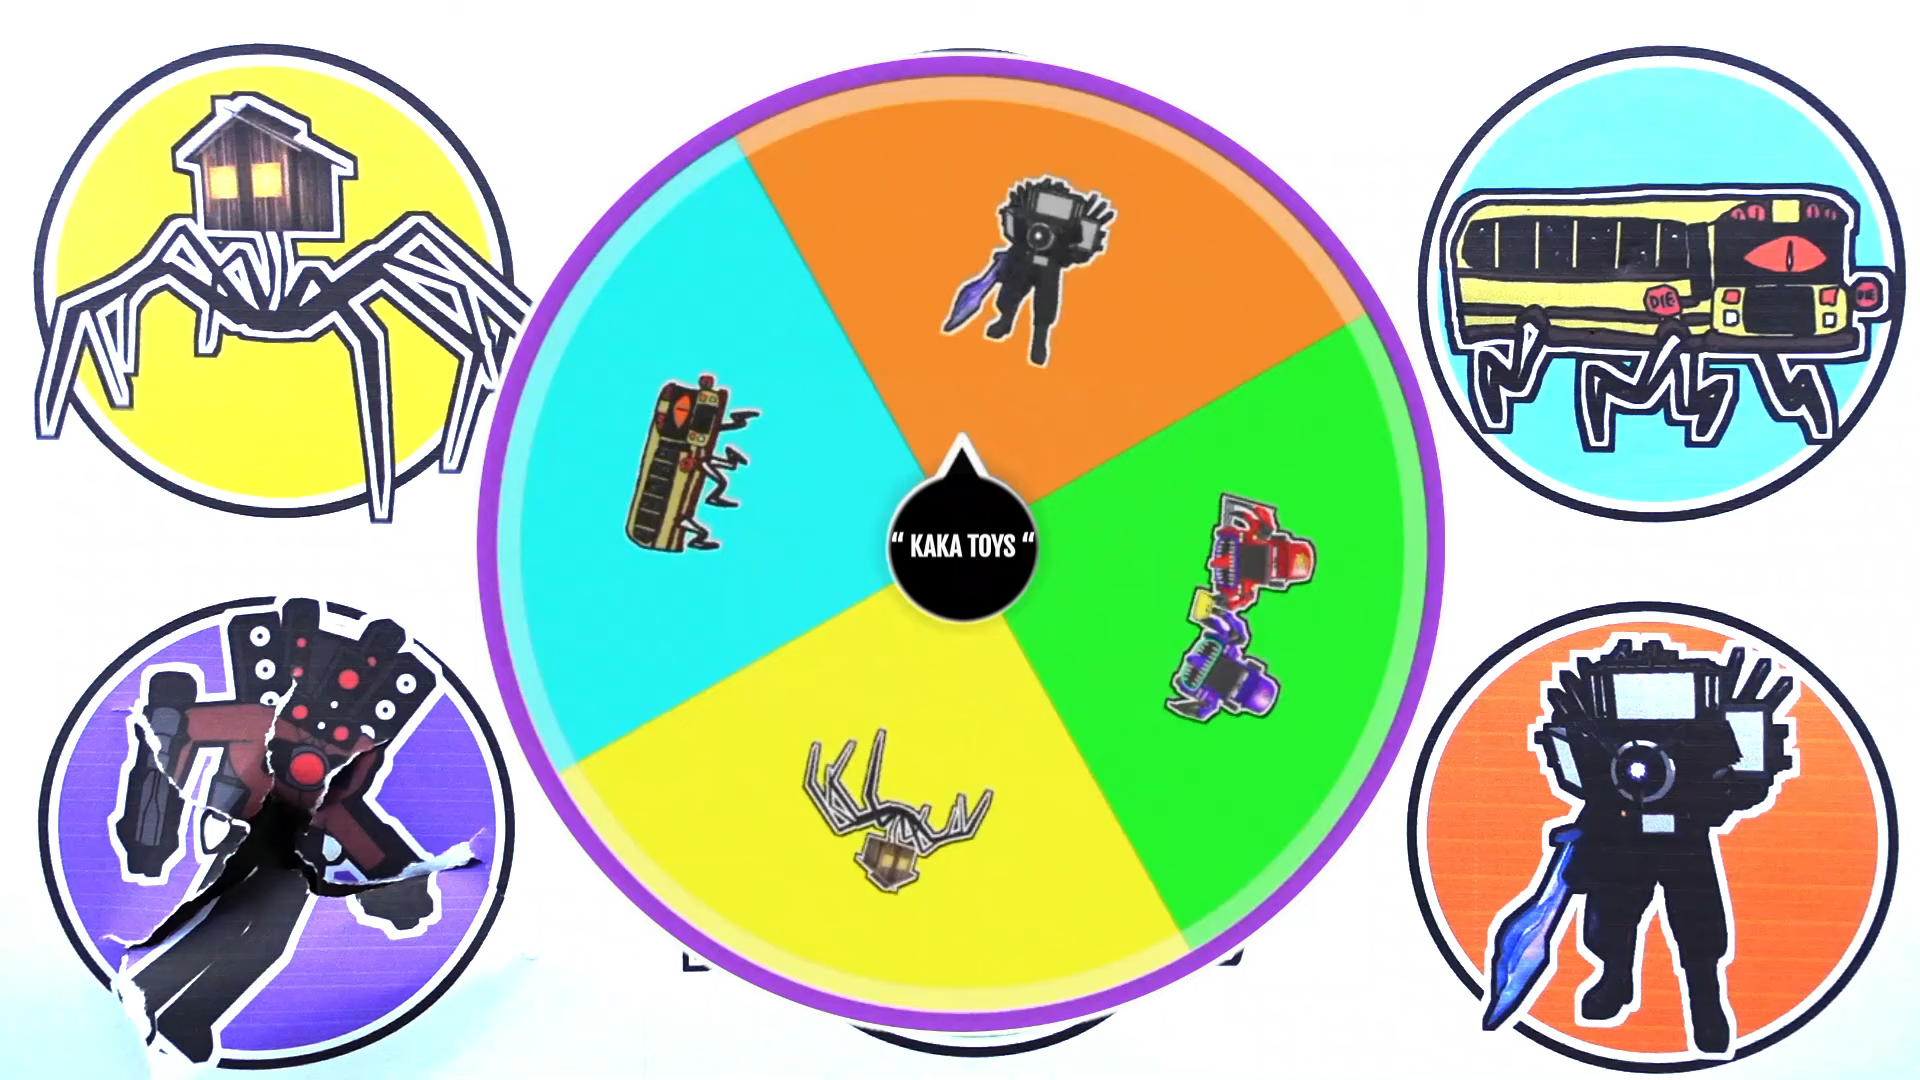 “ KAKA TOYS “
DIE
DIE